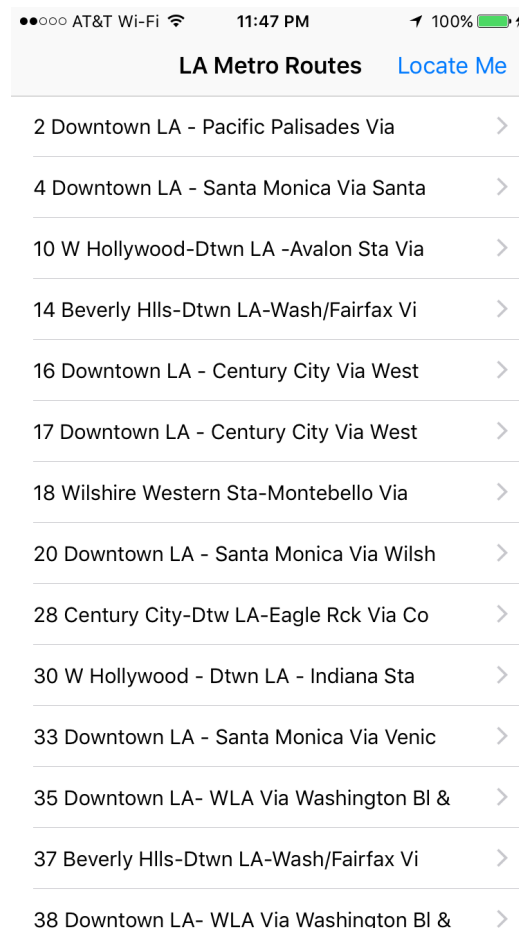 AT&T Wi-Fi 11:47 PM 100%
LA Metro Routes Locate Me
2 Downtown LA - Pacific Palisades Via
4 Downtown LA - Santa Monica Via Santa
10 W Hollywood-Dtwn LA -Avalon Sta Via
14 Beverly Hlls-Dtwn LA-Wash/Fairfax Vi
16 Downtown LA - Century City Via West
17 Downtown LA - Century City Via West
18 Wilshire Western Sta-Montebello Via
20 Downtown LA - Santa Monica Via Wilsh
28 Century City-Dtw LA-Eagle Rck Via Co
30 W Hollywood - Dtwn LA - Indiana Sta
33 Downtown LA - Santa Monica Via Venic
35 Downtown LA- WLA Via Washington Bl &
37 Beverly Hlls-Dtwn LA-Wash/Fairfax Vi
38 Downtown LA- WLA Via Washington Bl &